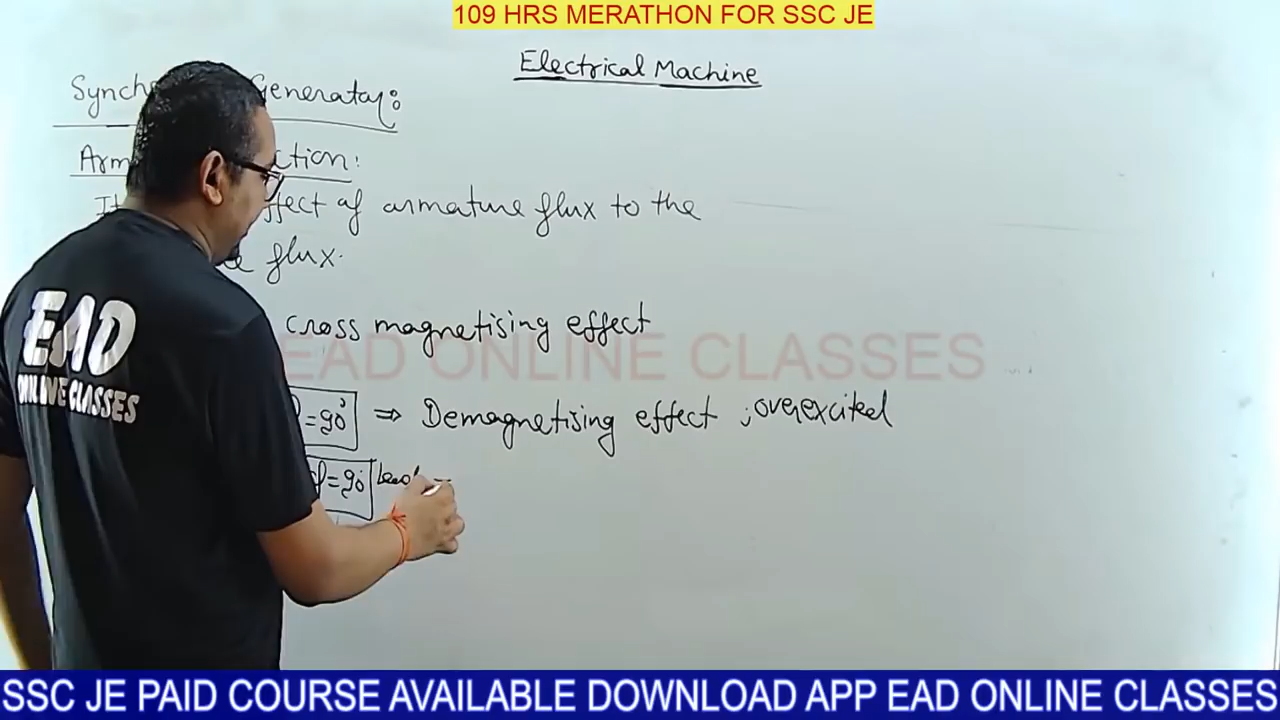 109 HRS MERATHON FOR SSC JE
Electrical Machine
Synch Generator:
Arm ction:
It ffect of armature flux to the
flux.
cross magnetising effect
EAD ONLINE CLASSES
=90° ⇒ Demagnetising effect ; overexcited
=90° Lead
EAD
ONLINE CLASSES
SSC JE PAID COURSE AVAILABLE DOWNLOAD APP EAD ONLINE CLASSES